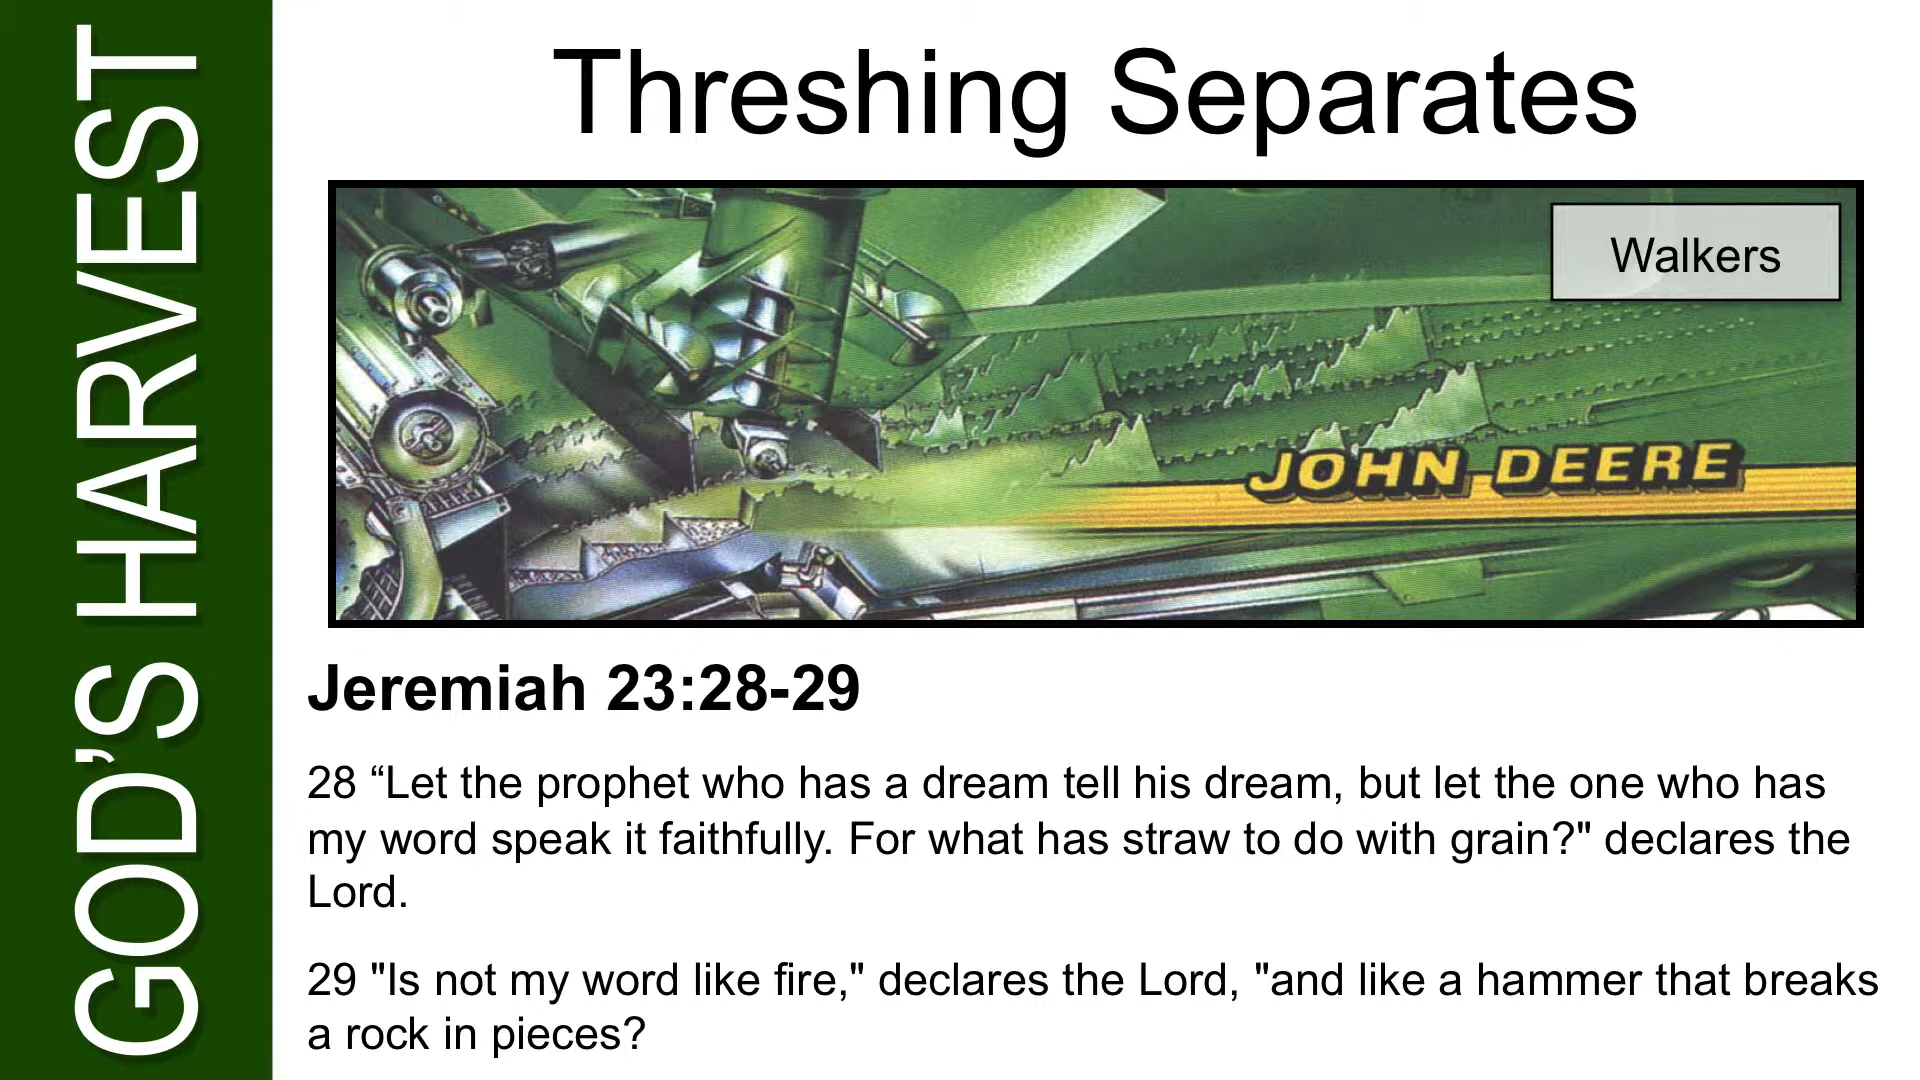 GOD’S HARVEST
Threshing Separates
Walkers
JOHN DEERE
Jeremiah 23:28-29
28 “Let the prophet who has a dream tell his dream, but let the one who has
my word speak it faithfully. For what has straw to do with grain?" declares the
Lord.
29 "Is not my word like fire," declares the Lord, "and like a hammer that breaks
a rock in pieces?